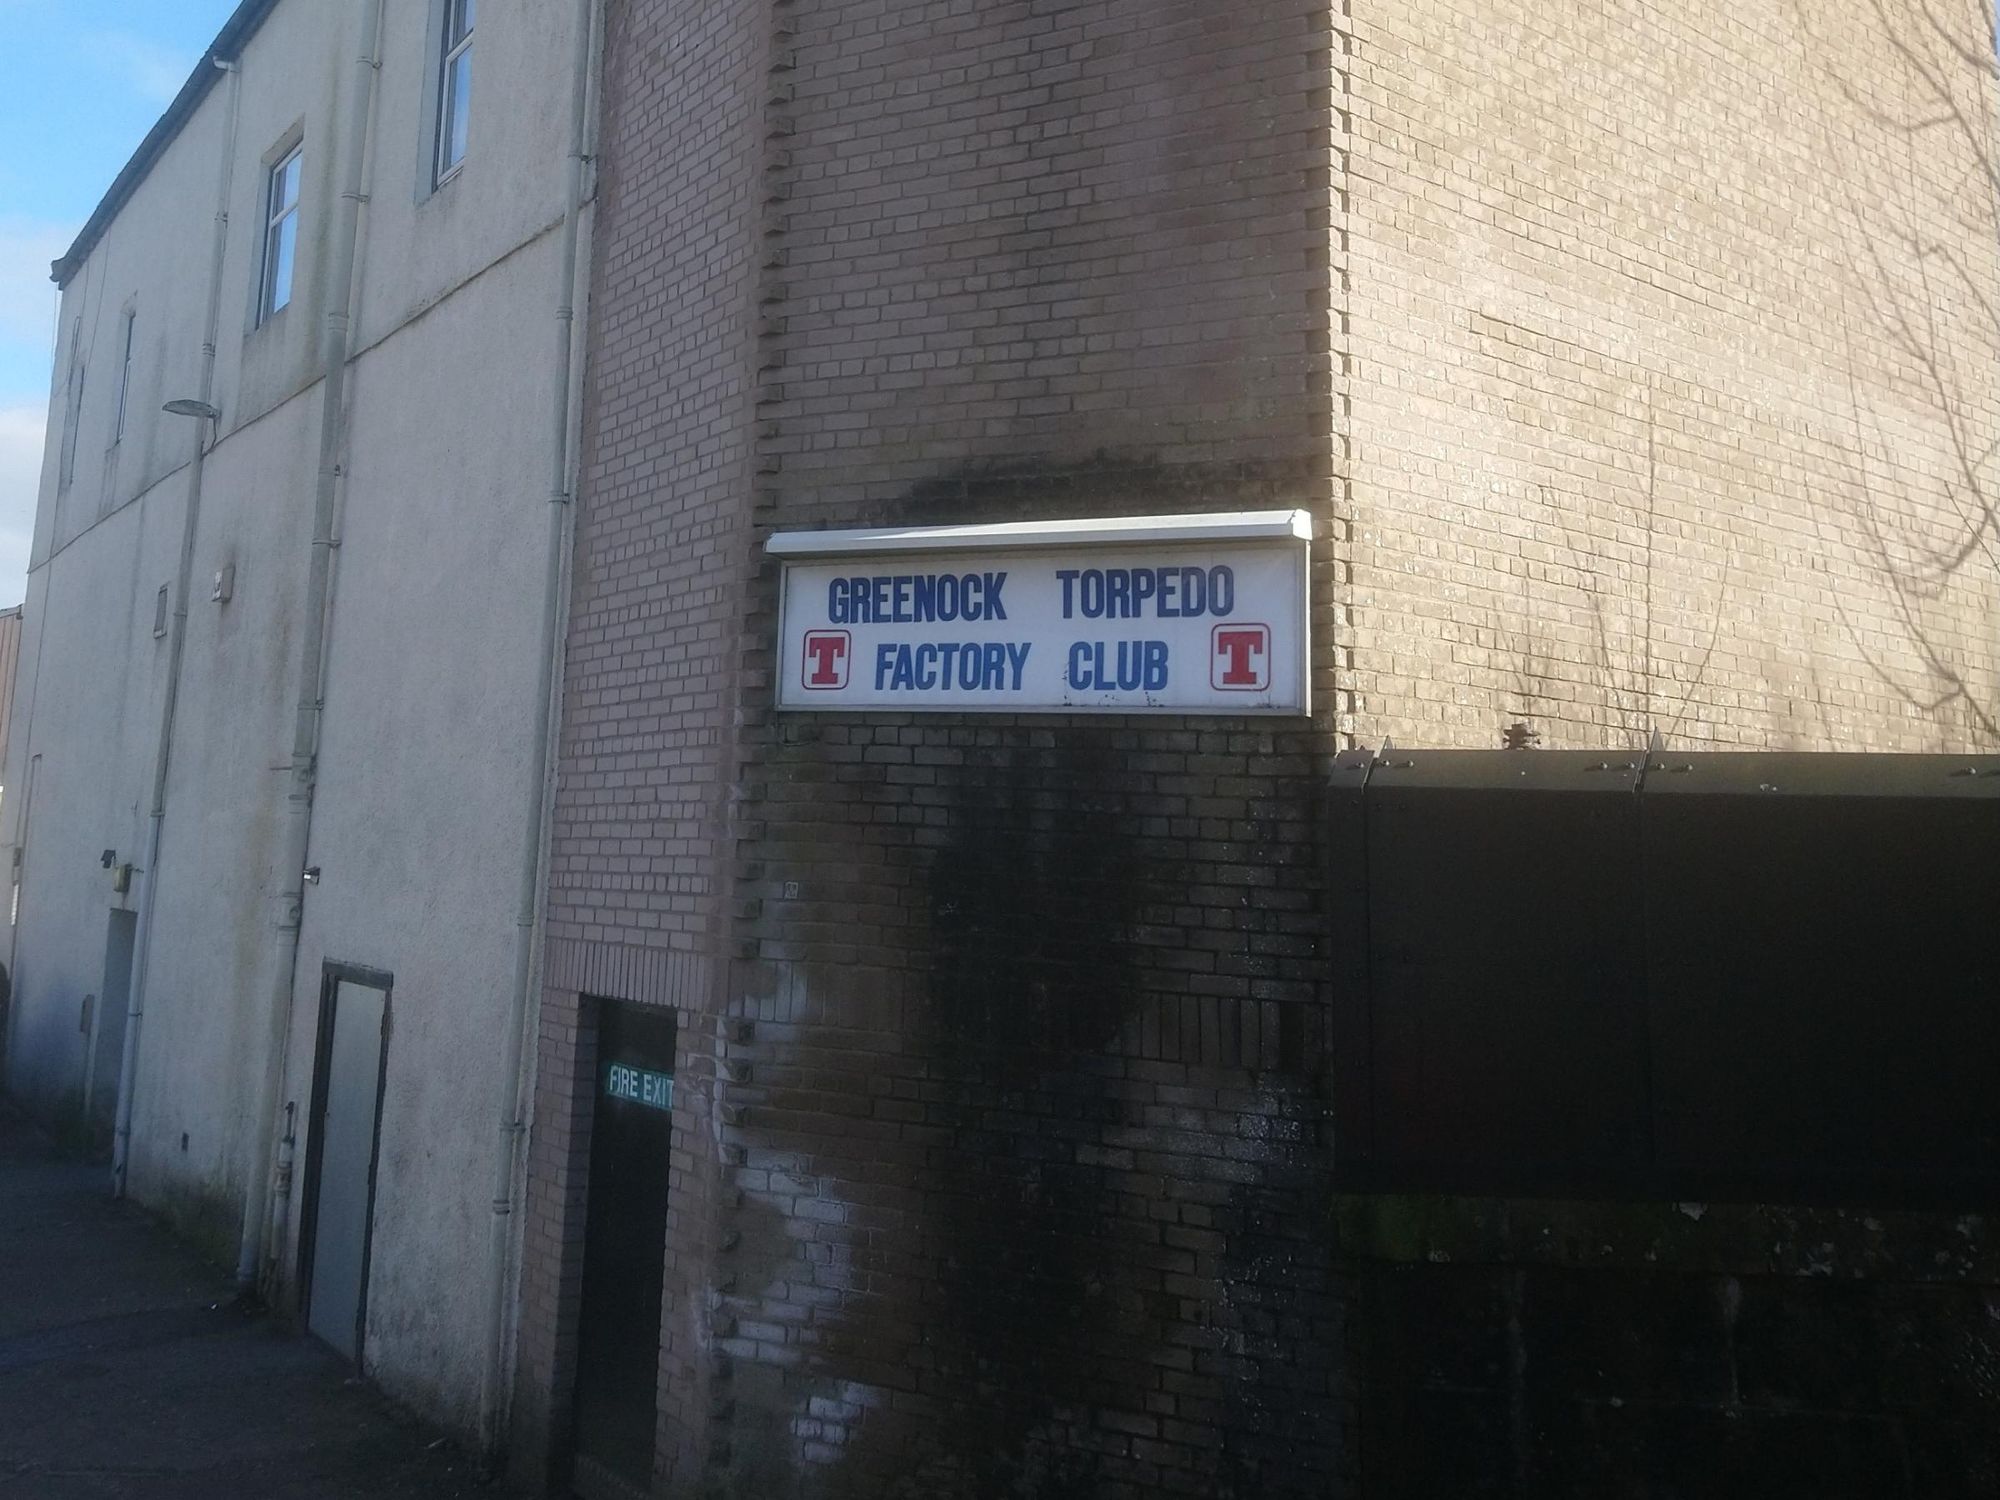 GREENOCK TORPEDO
T FACTORY CLUB T
FIRE EXIT